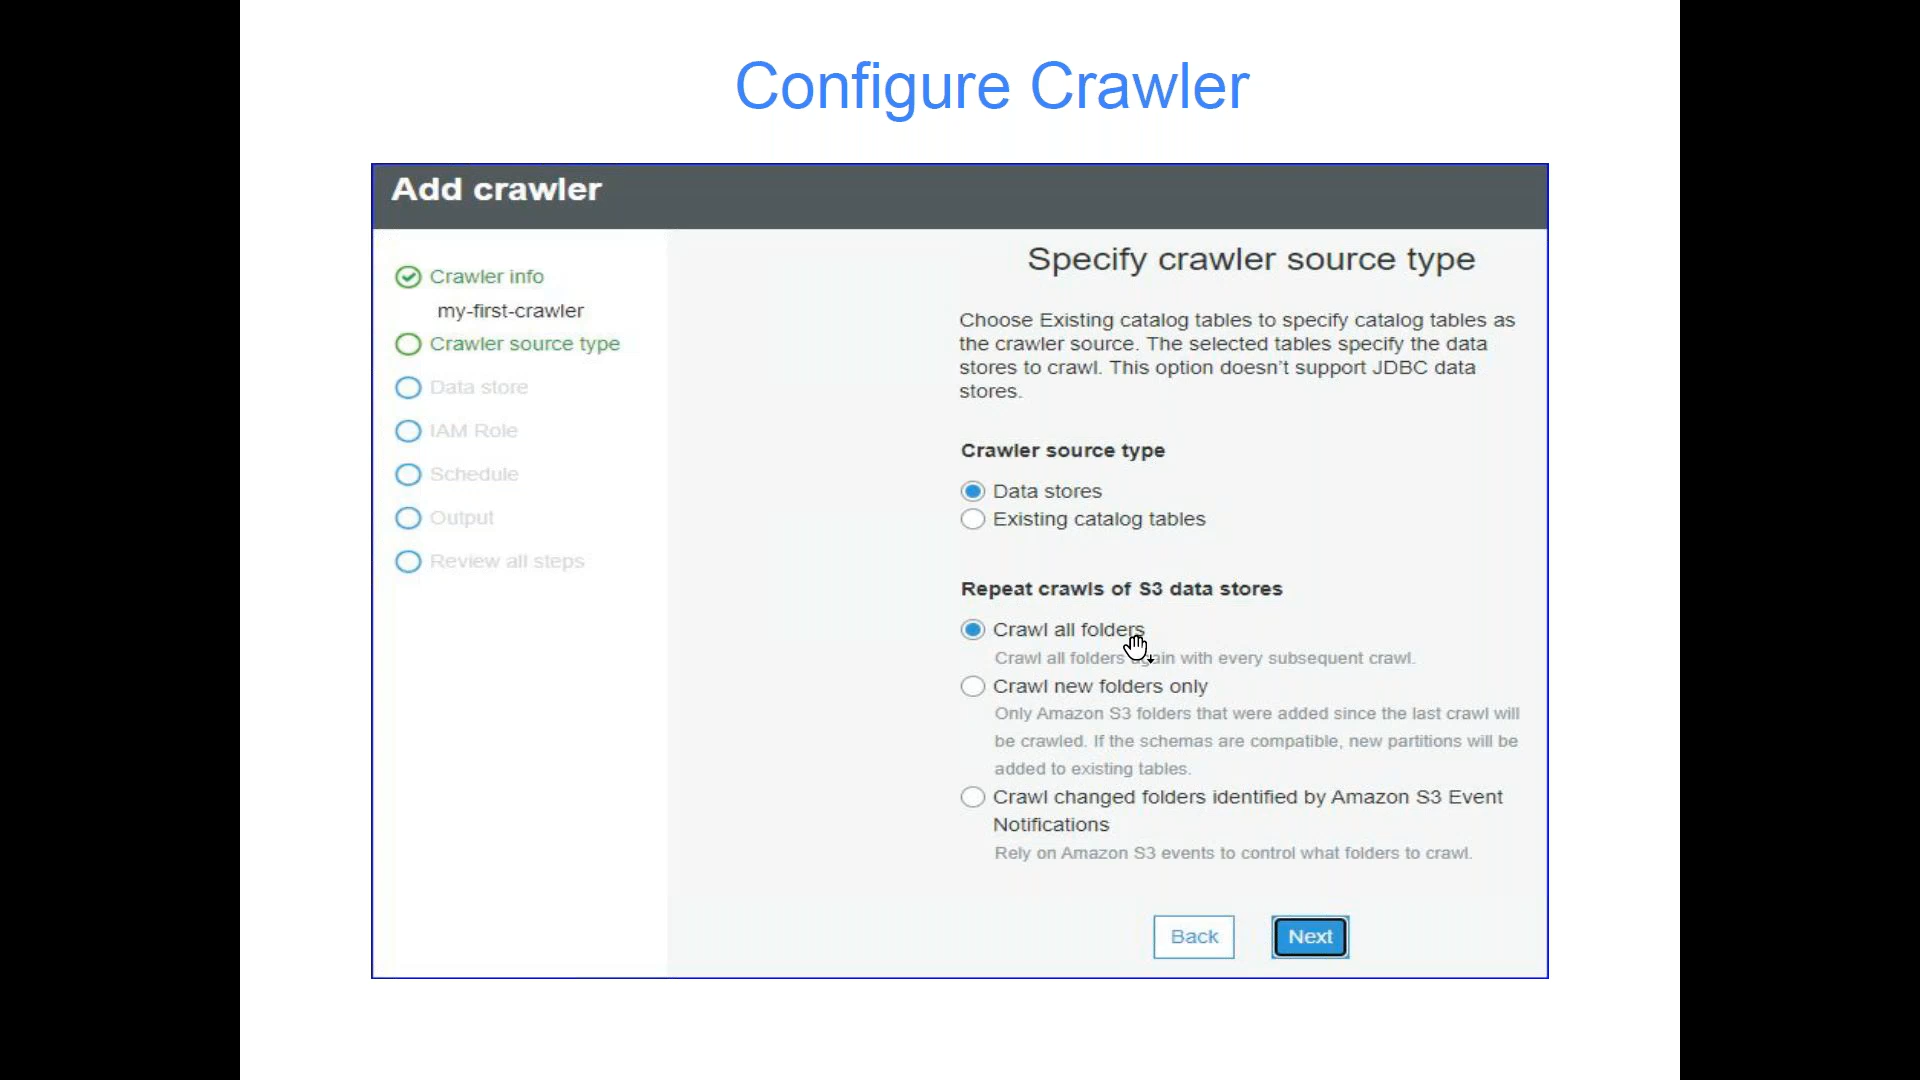 Configure Crawler
Add crawler
Crawler info
my-first-crawler
Crawler source type
Data store
IAM Role
Schedule
Output
Review all steps
Specify crawler source type
Choose Existing catalog tables to specify catalog tables as
the crawler source. The selected tables specify the data
stores to crawl. This option doesn't support JDBC data
stores.
Crawler source type
Data stores
Existing catalog tables
Repeat crawls of S3 data stores
Crawl all folders
Crawl all folders again with every subsequent crawl.
Crawl new folders only
Only Amazon S3 folders that were added since the last crawl will
be crawled. If the schemas are compatible, new partitions will be
added to existing tables.
Crawl changed folders identified by Amazon S3 Event
Notifications
Rely on Amazon S3 events to control what folders to crawl.
Back
Next